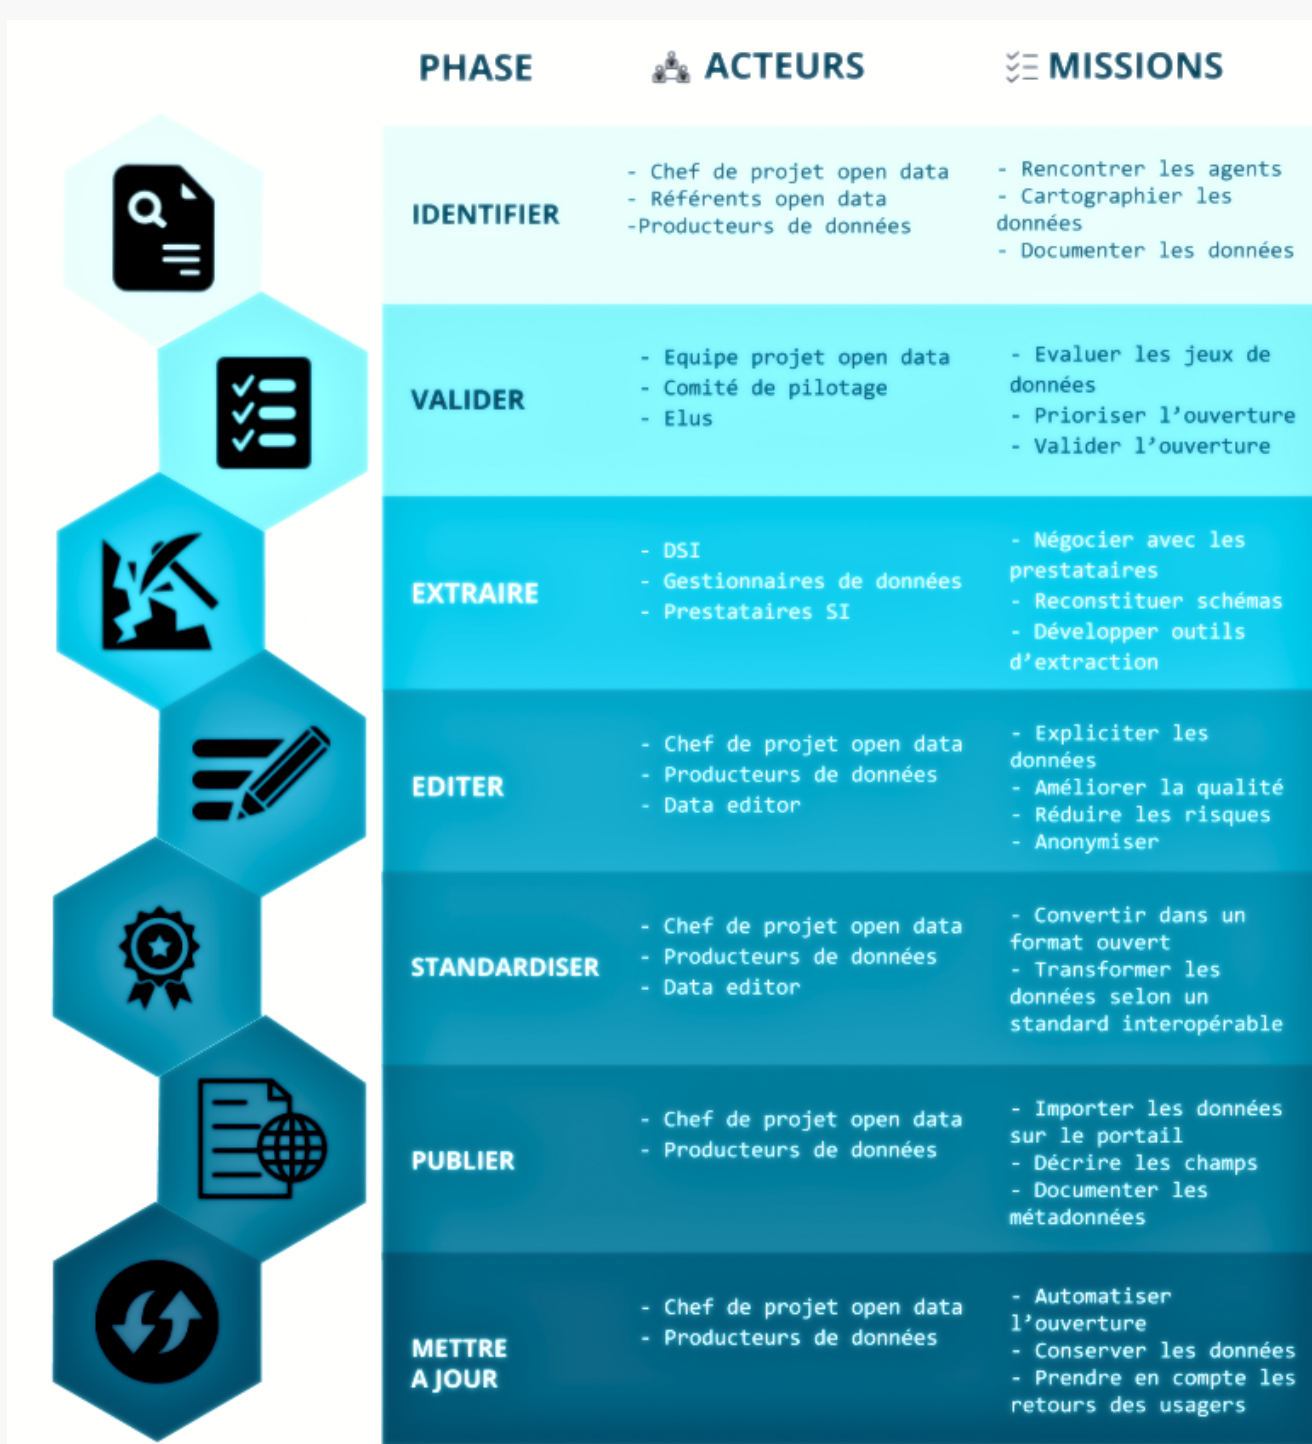 PHASE
ACTEURS
MISSIONS
IDENTIFIER
- Chef de projet open data
- Référents open data
-Producteurs de données
- Rencontrer les agents
- Cartographier les
données
- Documenter les données
VALIDER
- Equipe projet open data
- Comité de pilotage
- Elus
- Evaluer les jeux de
données
- Prioriser l’ouverture
- Valider l’ouverture
EXTRAIRE
- DSI
- Gestionnaires de données
- Prestataires SI
- Négocier avec les
prestataires
- Reconstituer schémas
- Développer outils
d’extraction
EDITER
- Chef de projet open data
- Producteurs de données
- Data editor
- Expliciter les
données
- Améliorer la qualité
- Réduire les risques
- Anonymiser
STANDARDISER
- Chef de projet open data
- Producteurs de données
- Data editor
- Convertir dans un
format ouvert
- Transformer les
données selon un
standard interopérable
PUBLIER
- Chef de projet open data
- Producteurs de données
- Importer les données
sur le portail
- Décrire les champs
- Documenter les
métadonnées
METTRE
A JOUR
- Chef de projet open data
- Producteurs de données
- Automatiser
l’ouverture
- Conserver les données
- Prendre en compte les
retours des usagers